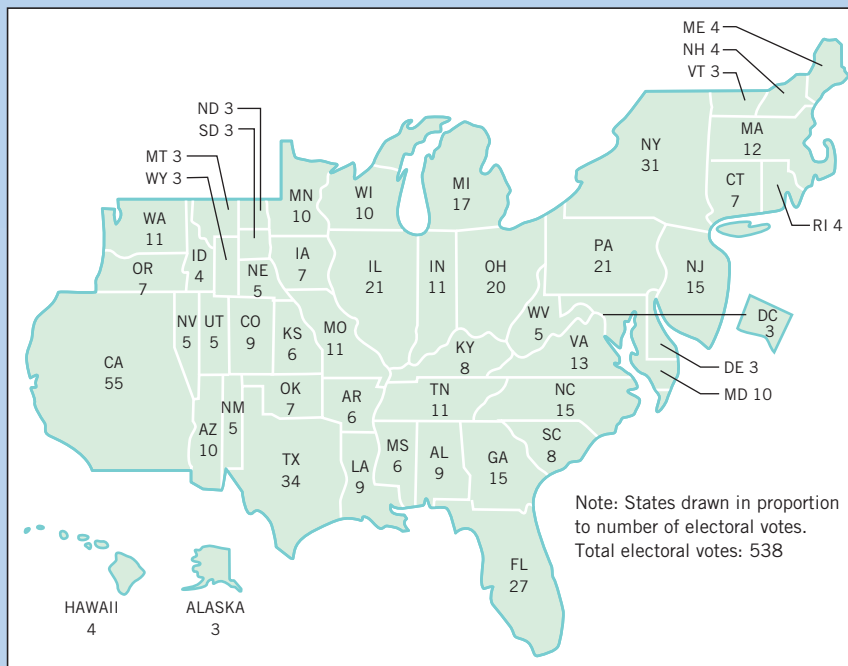 ME 4
NH 4
VT 3
ND 3
SD 3
MT 3
WY 3
WA
11
OR
7
ID
4
MN
10
WI
10
MI
17
NY
31
MA
12
CT
7
RI 4
IA
7
NE
5
IL
21
IN
11
OH
20
PA
21
NJ
15
DC
3
DE 3
MD 10
WV
5
VA
13
CA
55
NV
5
UT
5
CO
9
KS
6
MO
11
KY
8
AZ
10
NM
5
OK
7
AR
6
TN
11
NC
15
SC
8
TX
34
LA
9
MS
6
AL
9
GA
15
FL
27
Note: States drawn in proportion
to number of electoral votes.
Total electoral votes: 538
HAWAII
4
ALASKA
3